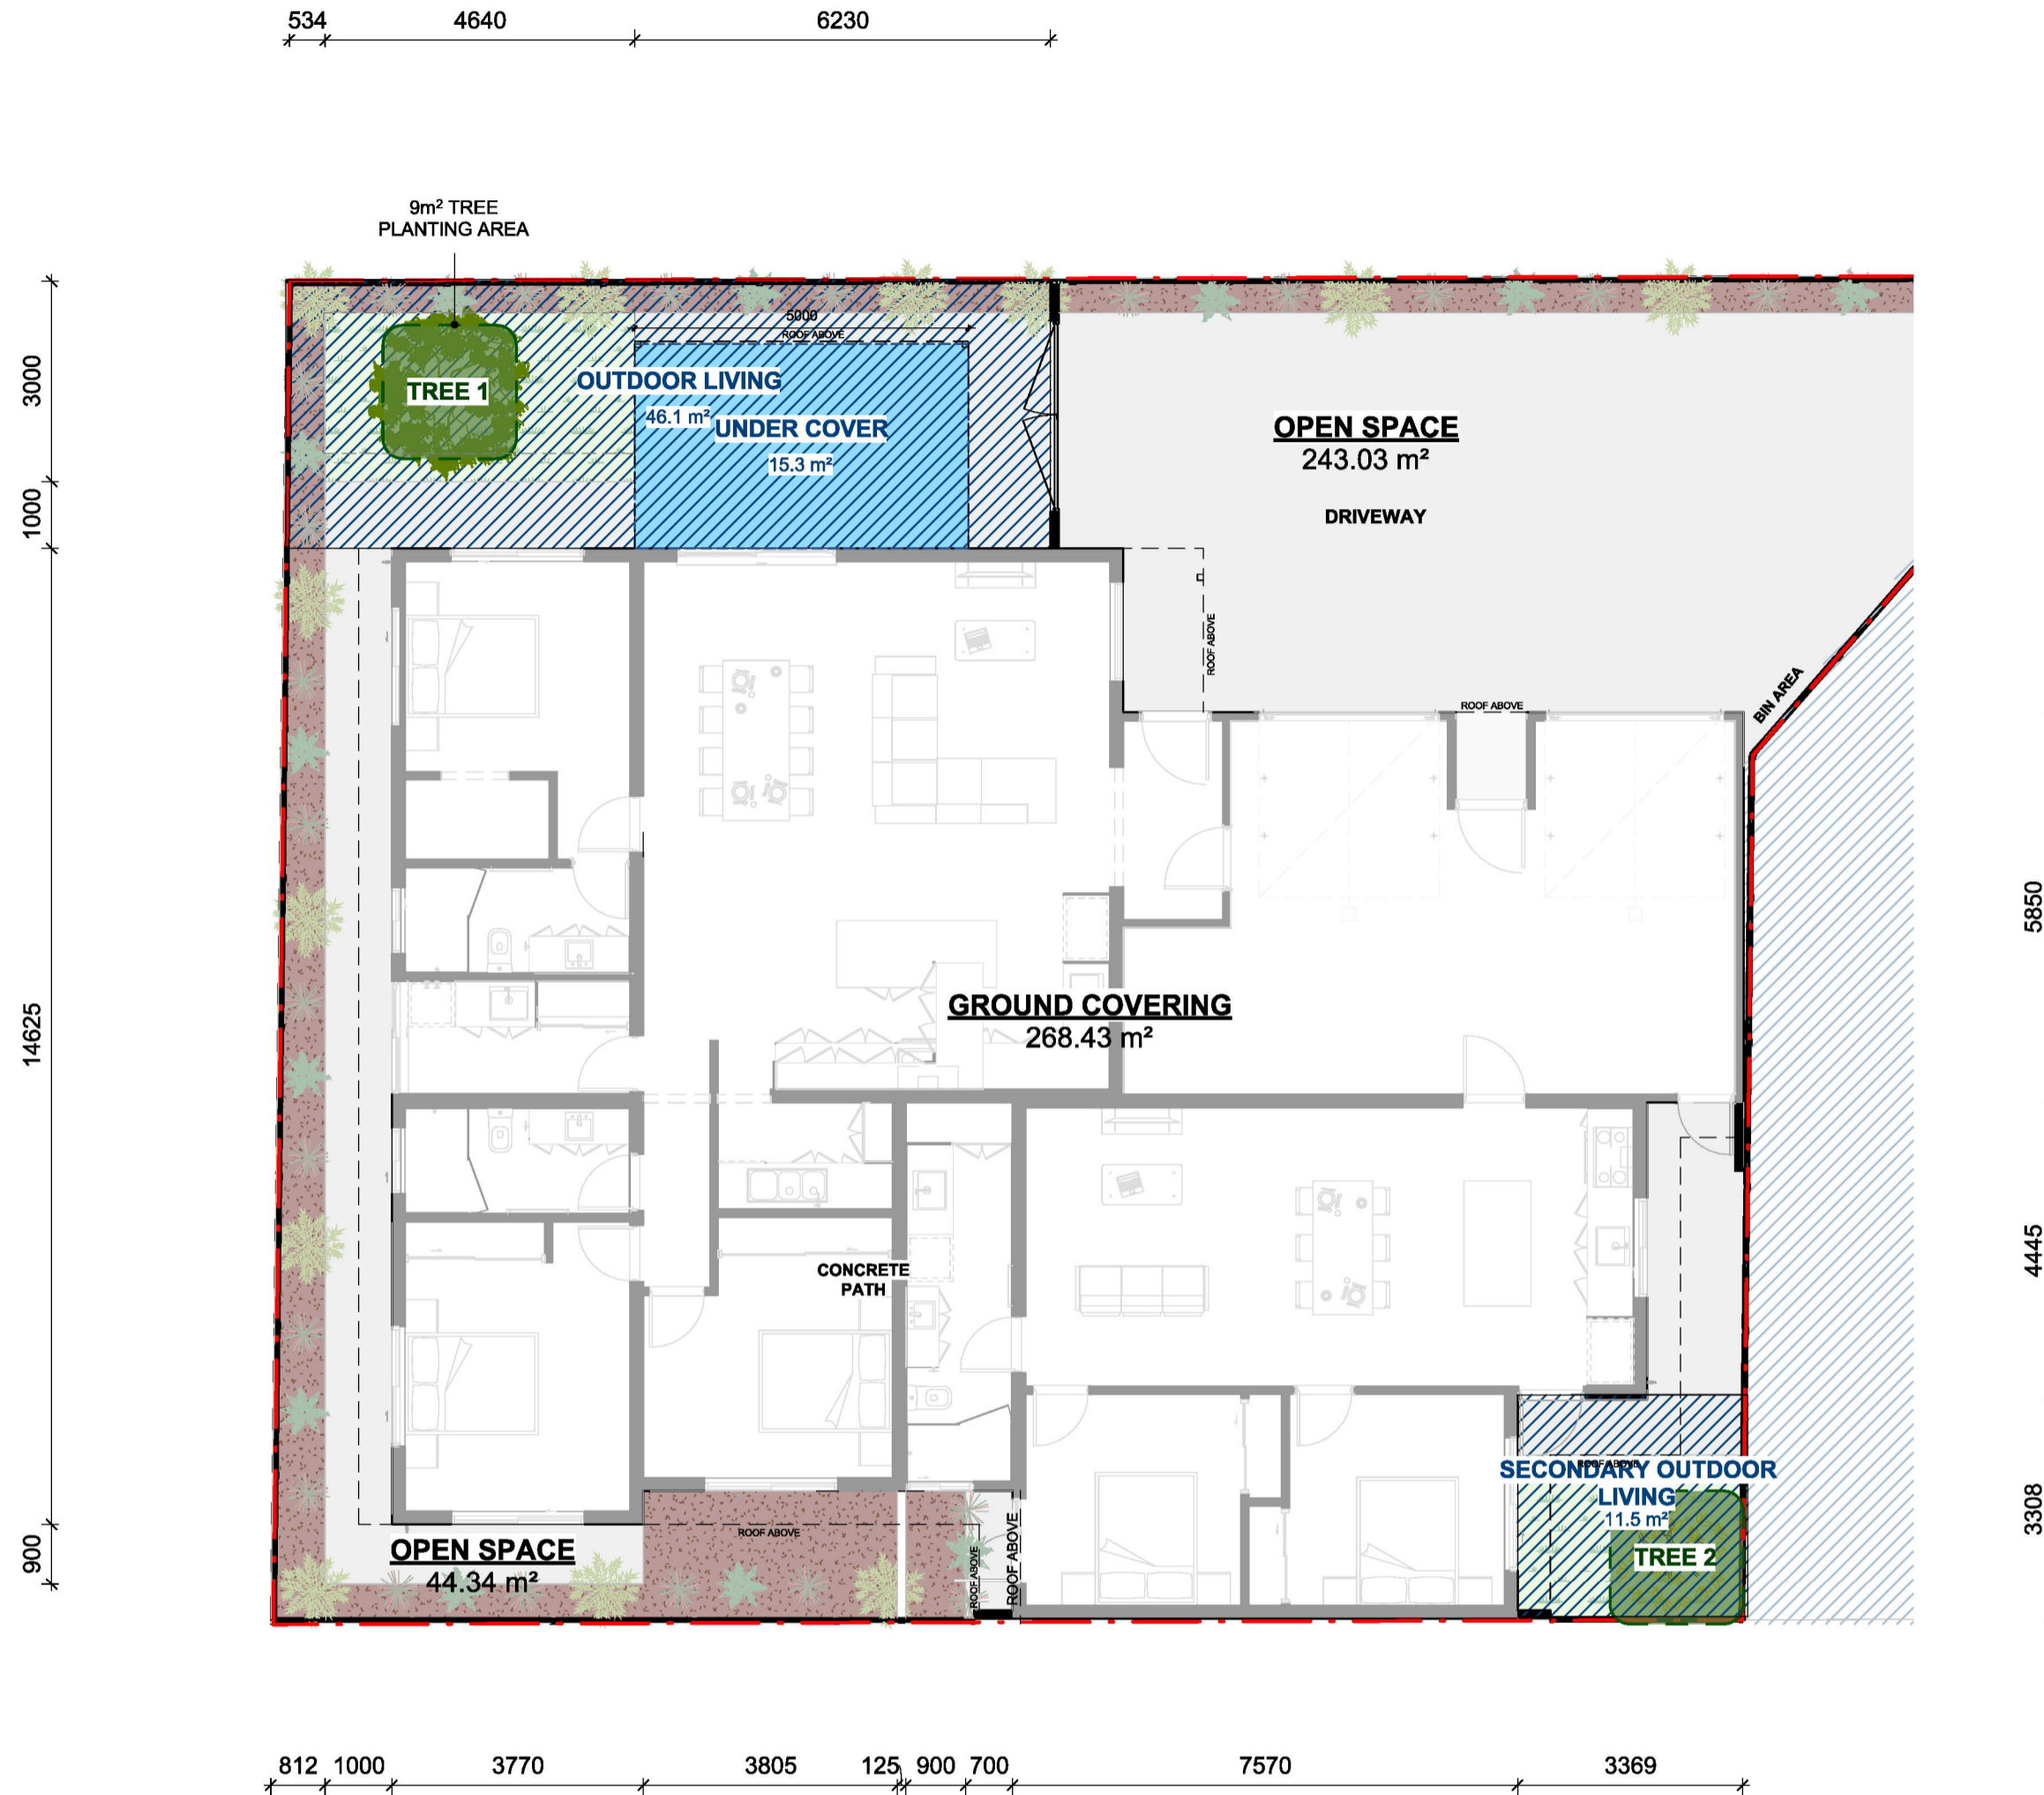 534 4640 6230
9m² TREE
PLANTING AREA
5000
ROOF ABOVE
3000
TREE 1
OUTDOOR LIVING
46.1 m²
UNDER COVER
15.3 m²
OPEN SPACE
243.03 m²
DRIVEWAY
1000
ROOF ABOVE
ROOF ABOVE
BIN AREA
5850
GROUND COVERING
268.43 m²
14625
CONCRETE
PATH
4445
ROOF ABOVE
SECONDARY OUTDOOR
LIVING
11.5 m²
TREE 2
3308
ROOF ABOVE
ROOF ABOVE
ROOF ABOVE
OPEN SPACE
44.34 m²
900
812 1000 3770 3805 125 900 700 7570 3369